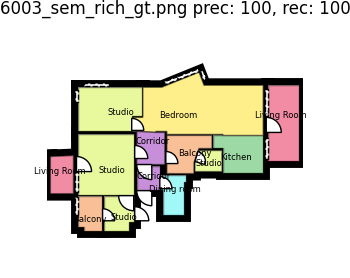 6003_sem_rich_gt.png prec: 100, rec: 100
Studio
Bedroom
Living Room
Corridor
Balcony
Kitchen
Studio
Living Room
Studio
Corridor
Dining room
Balcony
Studio